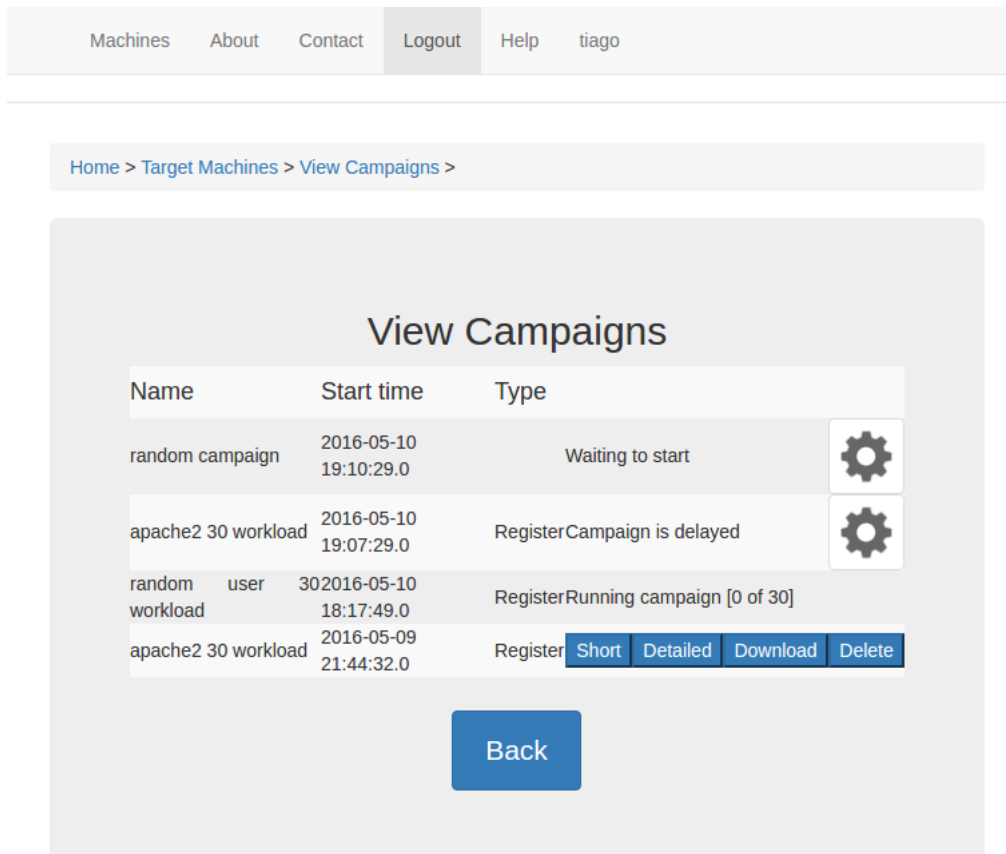 Machines About Contact Logout Help tiago
Home > Target Machines > View Campaigns >
View Campaigns
Name Start time Type
random campaign 2016-05-10 19:10:29.0 Waiting to start
apache2 30 workload 2016-05-10 19:07:29.0 Register Campaign is delayed
random user 30 workload 2016-05-10 18:17:49.0 Register Running campaign [0 of 30]
apache2 30 workload 2016-05-09 21:44:32.0 Register Short Detailed Download Delete
Back